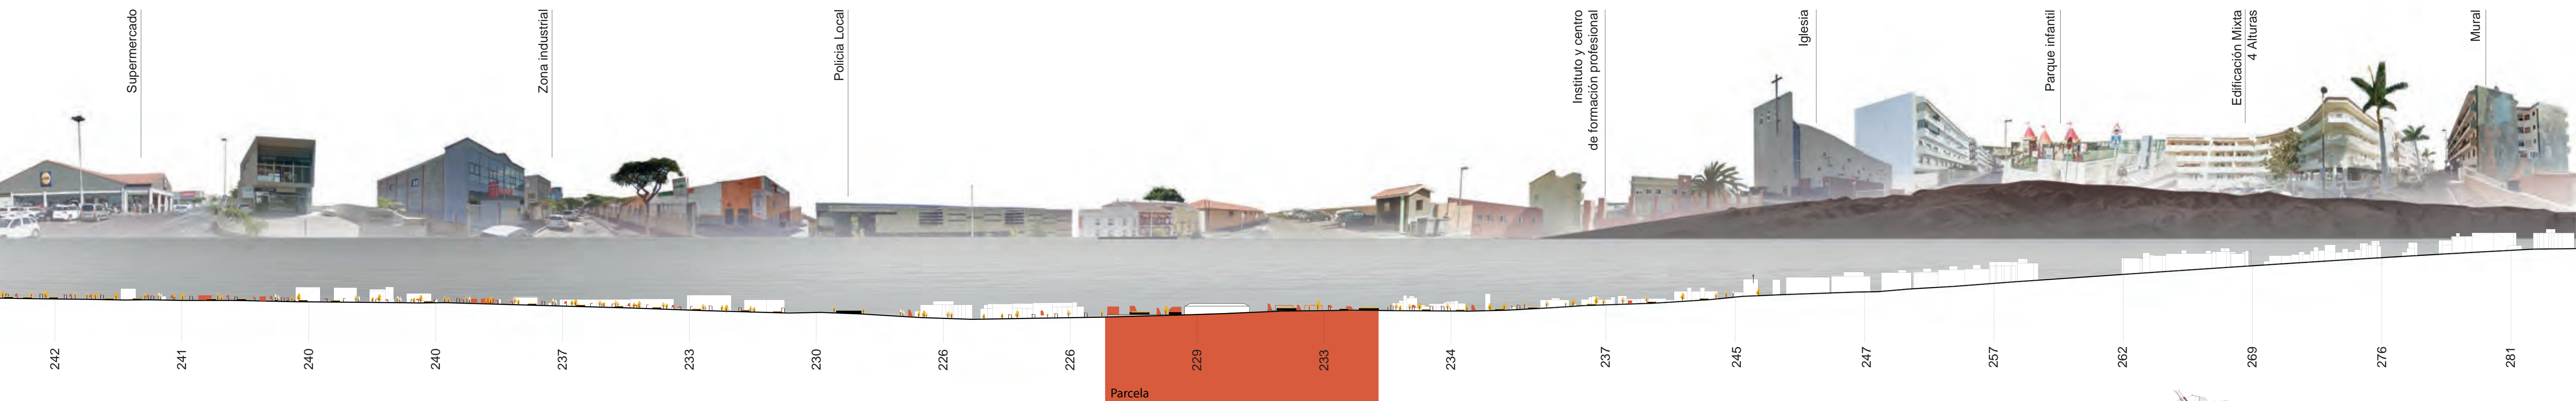 Supermercado
Zona industrial
Policia Local
Instituto y centro
de formación profesional
Iglesia
Parque infantil
Edificación Mixta
4 Alturas
Mural
242
241
240
240
237
233
230
226
226
229
233
234
237
245
247
257
262
269
276
281
Parcela